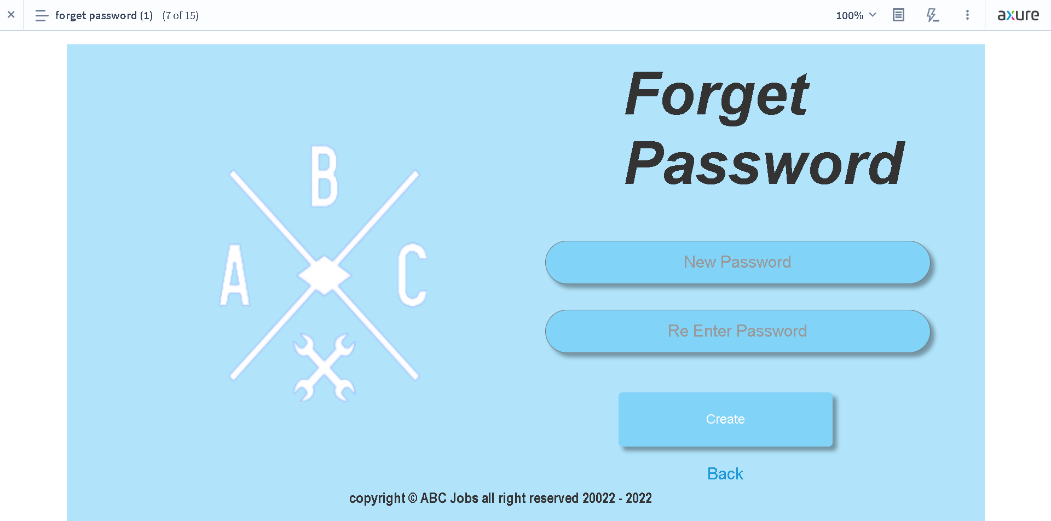 forget password (1) (7 of 15)
100%
axure
Forget
Password
B
A C
New Password
Re Enter Password
Create
Back
copyright © ABC Jobs all right reserved 20022 - 2022